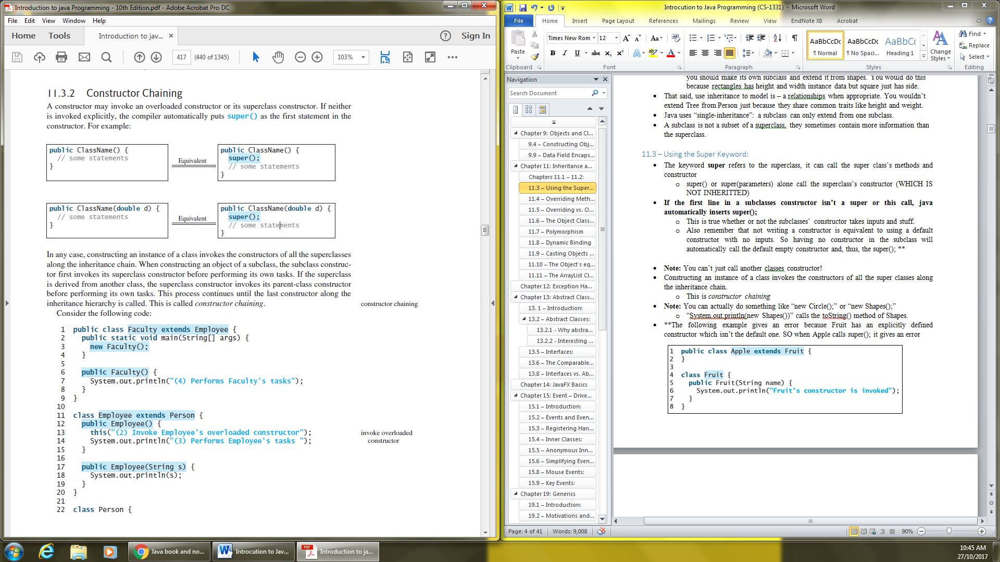 Introduction to java Programming - 10th Edition.pdf - Adobe Acrobat Pro DC
File Edit View Window Help
Home Tools Introduction to jav... × Sign In
417 (440 of 1345) 103%
11.3.2 Constructor Chaining
A constructor may invoke an overloaded constructor or its superclass constructor. If neither
is invoked explicitly, the compiler automatically puts super() as the first statement in the
constructor. For example:
public ClassName() {
// some statements
}
Equivalent
public ClassName() {
super();
// some statements
}
public ClassName(double d) {
// some statements
}
Equivalent
public ClassName(double d) {
super();
// some statements
}
In any case, constructing an instance of a class invokes the constructors of all the superclasses
along the inheritance chain. When constructing an object of a subclass, the subclass construc-
tor first invokes its superclass constructor before performing its own tasks. If the superclass
is derived from another class, the superclass constructor invokes its parent-class constructor
before performing its own tasks. This process continues until the last constructor along the
inheritance hierarchy is called. This is called constructor chaining.
constructor chaining
Consider the following code:
1 public class Faculty extends Employee {
2 public static void main(String[] args) {
3 new Faculty();
4 }
5
6 public Faculty() {
7 System.out.println("(4) Performs Faculty's tasks");
8 }
9 }
10
11 class Employee extends Person {
12 public Employee() {
13 this("(2) Invoke Employee's overloaded constructor");
14 System.out.println("(3) Performs Employee's tasks ");
15 }
16
17 public Employee(String s) {
18 System.out.println(s);
19 }
20 }
21
22 class Person {
invoke overloaded
constructor
Introcution to Java Programming (CS-1331) - Microsoft Word
File Home Insert Page Layout References Mailings Review View EndNote X8 Acrobat
Paste
Clipboard
Times New Rom 12
B I U abc x₂ x²
Font
Paragraph
AaBbCcDc AaBbCcDc AaBbCc
¶ Normal ¶ No Spaci... Heading 1
Change
Styles
Styles
Find
Replace
Select
Editing
Navigation
Search Document
Chapter 9: Objects and Cl...
9.4 – Constructing Obj...
9.9 – Data Field Encaps...
Chapter 11: Inheritance a...
Chapters 11.1 – 11.2:
11.3 – Using the Super...
11.4 – Overriding Meth...
11.5 – Overriding vs. O...
11.6 – The Object Class...
11.7 – Polymorphism
11.8 – Dynamic Binding
11.9 – Casting Objects ...
11.10 – The Object's eq...
11.11 – The ArrayList Cl...
Chapter 12: Exception Ha...
Chapter 13: Abstract Class...
13. 1 – Introduction:
13.2 – Abstract Classes:
13.2.1 - Why abstra...
13.2.2 - Interesting ...
13.5 – Interfaces:
13.6 – The Comparable...
13.8 – Interfaces vs. Ab...
Chapter 14: JavaFX Basics
Chapter 15: Event – Drive...
15.1 – Introduction:
15.2 – Events and Even...
15.3 – Registering Han...
15.4 – Inner Classes:
15.5 – Anonymous Inn...
15.6 – Simplifying Even...
15.8 – Mouse Events:
15.9 – Key Events:
Chapter 19: Generics
19.1 – Introduction:
19.2 – Motivations and...
you should make its own subclass and extend it from shapes. You would do this
because rectangles has height and width instance data but square just has side.
• That said, use inheritance to model is – a relationships when appropriate. You wouldn't
extend Tree from Person just because they share common traits like height and weight.
• Java uses “single-inheritance”: a subclass can only extend from one subclass.
• A subclass is not a subset of a superclass, they sometimes contain more information than
the superclass.
11.3 – Using the Super Keyword:
• The keyword super refers to the superclass, it can call the super class's methods and
constructor
o super() or super(parameters) alone call the superclass's constructor (WHICH IS
NOT INHERITTED)
• If the first line in a subclasses constructor isn't a super or this call, java
automatically inserts super();
o This is true whether or not the subclasses' constructor takes inputs and stuff.
o Also remember that not writing a constructor is equivalent to using a default
constructor with no inputs. So having no constructor in the subclass will
automatically call the default empty constructor and, thus, the super(); **
• Note: You can't just call another classes constructor!
• Constructing an instance of a class invokes the constructors of all the super classes along
the inheritance chain.
o This is constructor chaining
• Note: You can actually do something like “new Circle();” or “new Shapes();”
o “System.out.println(new Shapes())” calls the toString() method of Shapes.
• **The following example gives an error because Fruit has an explicitly defined
constructor which isn't the default one. SO when Apple calls super(); it gives an error
1 public class Apple extends Fruit {
2 }
3
4 class Fruit {
5 public Fruit(String name) {
6 System.out.println("Fruit's constructor is invoked");
7 }
8 }
Page: 4 of 41 Words: 9,008 90%
Java book and no... Introcution to Jav... Introduction to ja...
10:45 AM
27/10/2017